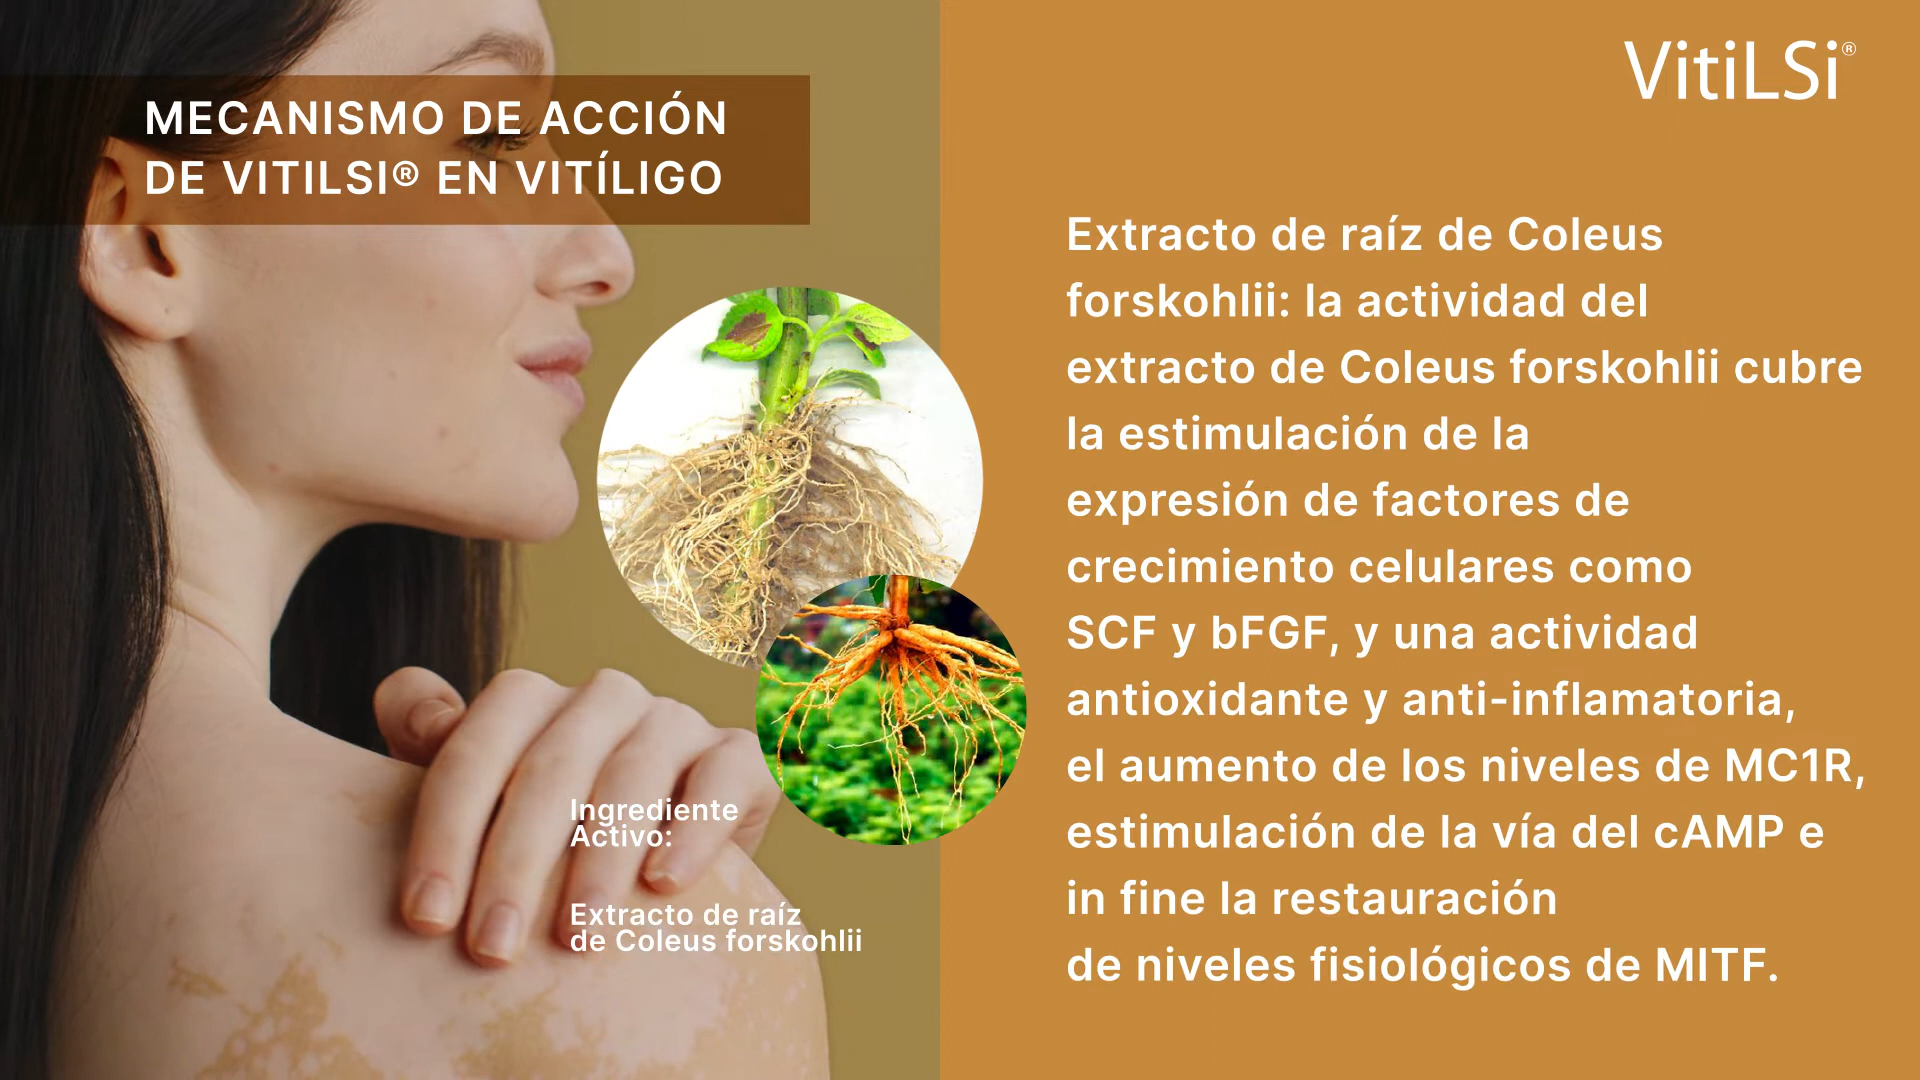 MECANISMO DE ACCIÓN
DE VITILSI® EN VITÍLIGO
Ingrediente
Activo:
Extracto de raíz
de Coleus forskohlii
VitiLSi®
Extracto de raíz de Coleus
forskohlii: la actividad del
extracto de Coleus forskohlii cubre
la estimulación de la
expresión de factores de
crecimiento celulares como
SCF y bFGF, y una actividad
antioxidante y anti-inflamatoria,
el aumento de los niveles de MC1R,
estimulación de la vía del cAMP e
in fine la restauración
de niveles fisiológicos de MITF.